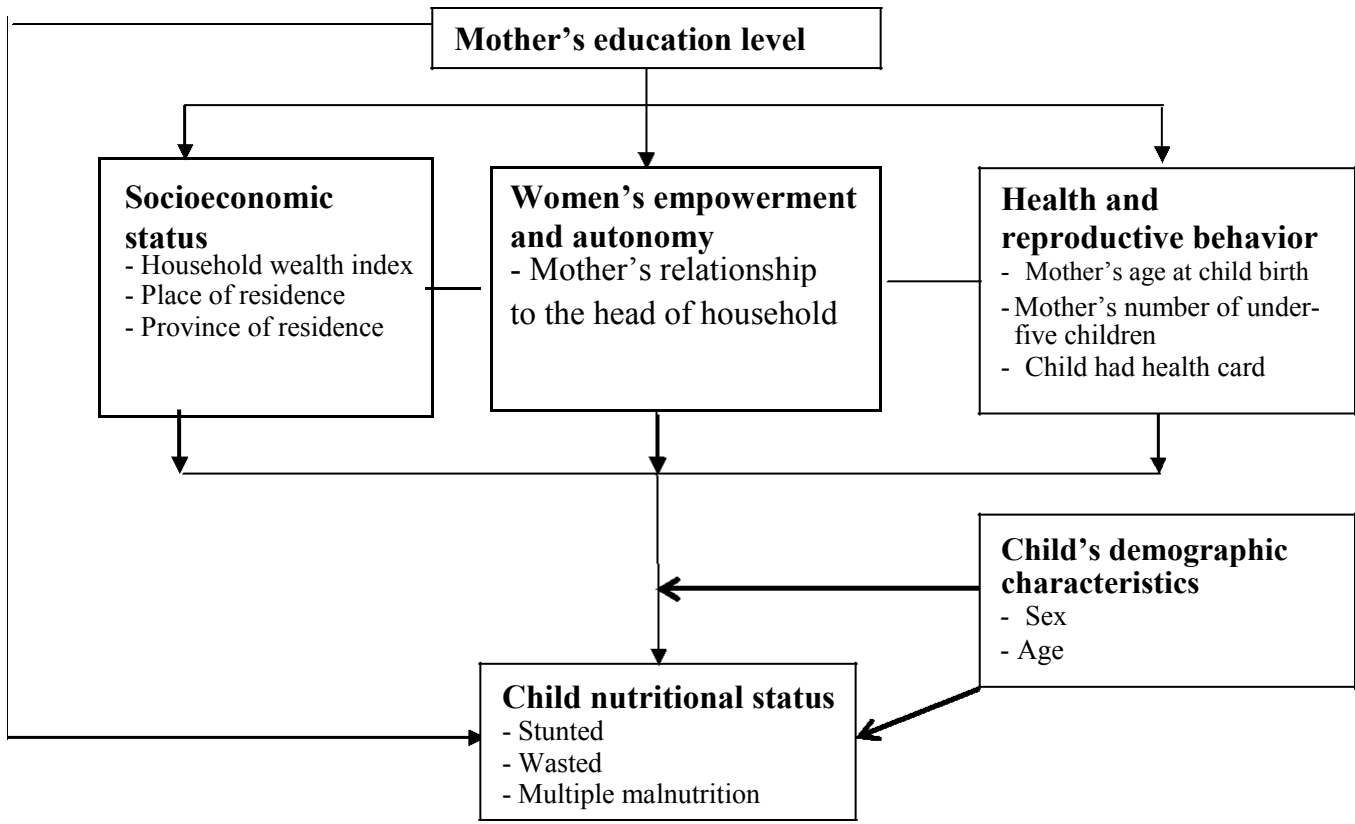 Mother’s education level
Socioeconomic
status
- Household wealth index
- Place of residence
- Province of residence
Women’s empowerment
and autonomy
- Mother’s relationship
to the head of household
Health and
reproductive behavior
- Mother’s age at child birth
- Mother’s number of under-
five children
- Child had health card
Child’s demographic
characteristics
- Sex
- Age
Child nutritional status
- Stunted
- Wasted
- Multiple malnutrition